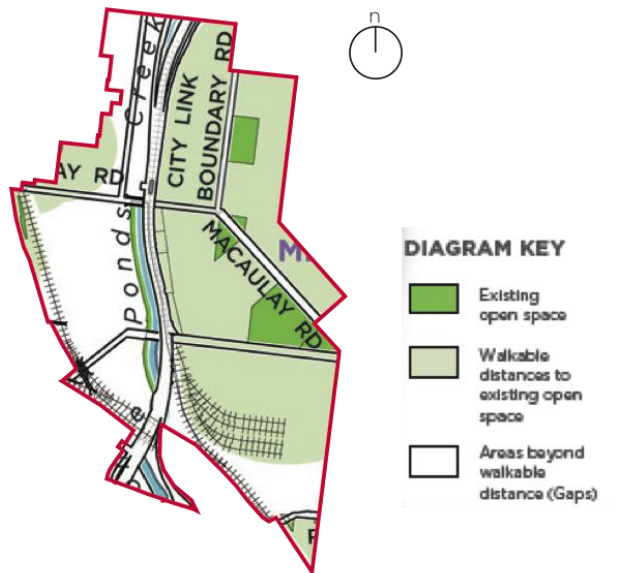 n
Creek
CITY LINK
BOUNDARY RD
AY RD
Ponds
MACAULAY RD
M
DIAGRAM KEY
Existing
open space
Walkable
distances to
existing open
space
Areas beyond
walkable
distance (Gaps)